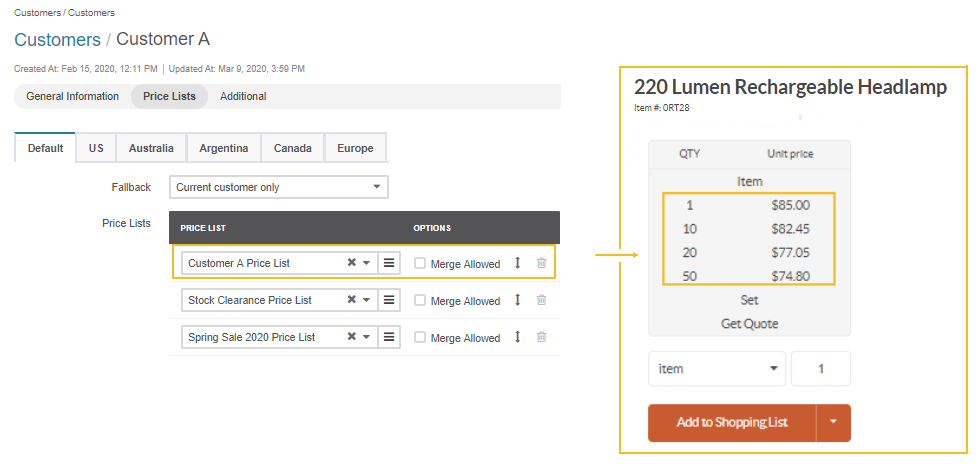 Customers / Customers
Customers / Customer A
Created At: Feb 15, 2020, 12:11 PM | Updated At: Mar 9, 2020, 3:59 PM
General Information Price Lists Additional
Default US Australia Argentina Canada Europe
Fallback Current customer only
Price Lists PRICE LIST OPTIONS
Customer A Price List Merge Allowed
Stock Clearance Price List Merge Allowed
Spring Sale 2020 Price List Merge Allowed
220 Lumen Rechargeable Headlamp
Item #: 0RT28
QTY Unit price
Item
1 $85.00
10 $82.45
20 $77.05
50 $74.80
Set
Get Quote
item 1
Add to Shopping List